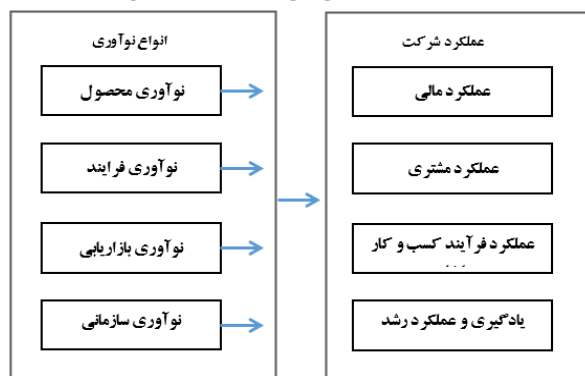 عملکرد شرکت
عملکرد مالی
عملکرد مشتری
عملکرد فرآیند کسب و کار
یادگیری و عملکرد رشد
انواع نوآوری
نوآوری محصول
نوآوری فرایند
نوآوری بازاریابی
نوآوری سازمانی